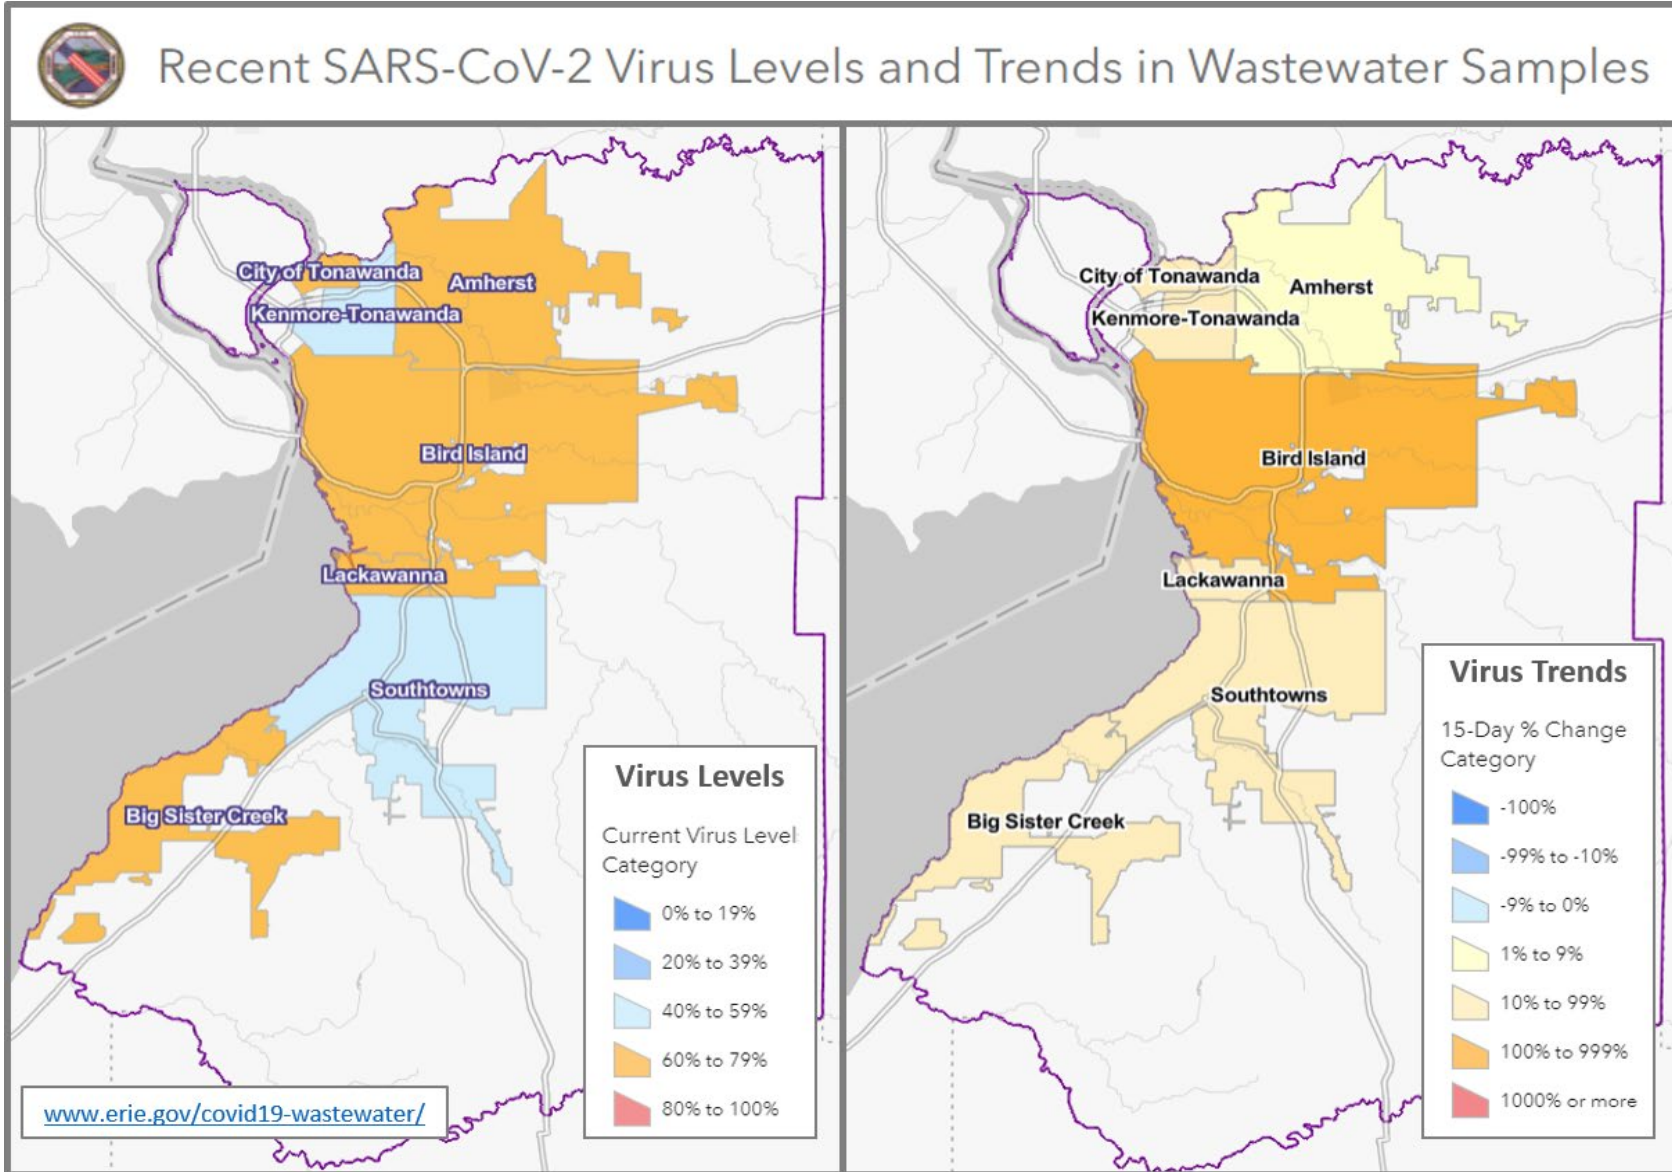 Recent SARS-CoV-2 Virus Levels and Trends in Wastewater Samples
City of Tonawanda
Amherst
Kenmore-Tonawanda
Bird Island
Lackawanna
Southtowns
Big Sister Creek
Virus Levels
Current Virus Level
Category
0% to 19%
20% to 39%
40% to 59%
60% to 79%
80% to 100%
www.erie.gov/covid19-wastewater/
City of Tonawanda
Amherst
Kenmore-Tonawanda
Bird Island
Lackawanna
Southtowns
Big Sister Creek
Virus Trends
15-Day % Change
Category
-100%
-99% to -10%
-9% to 0%
1% to 9%
10% to 99%
100% to 999%
1000% or more